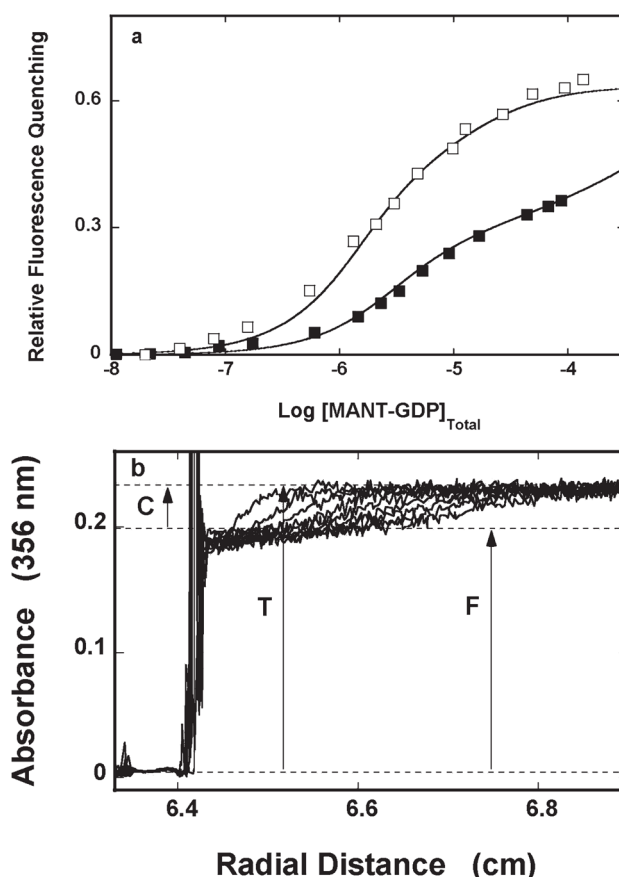 a
0.6
0.3
0
-8 -7 -6 -5 -4
Relative Fluorescence Quenching
Log [MANT-GDP]Total
b
C
0.2
T F
0.1
0
6.4 6.6 6.8
Absorbance (356 nm)
Radial Distance (cm)